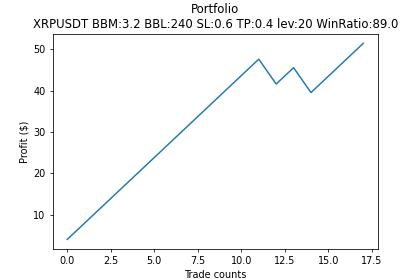 Portfolio
XRPUSDT BBM:3.2 BBL:240 SL:0.6 TP:0.4 lev:20 WinRatio:89.0
50
40
30
20
10
Profit ($)
0.0 2.5 5.0 7.5 10.0 12.5 15.0 17.5
Trade counts